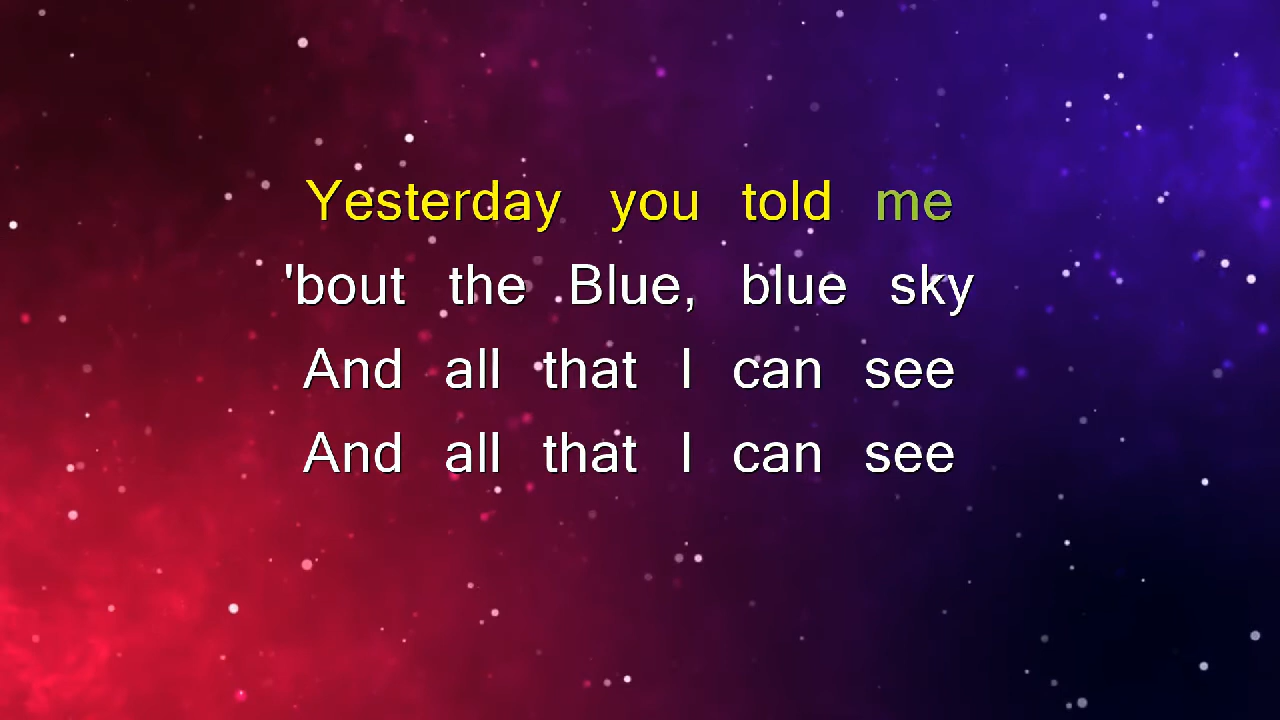 Yesterday you told me
'bout the Blue, blue sky
And all that I can see
And all that I can see